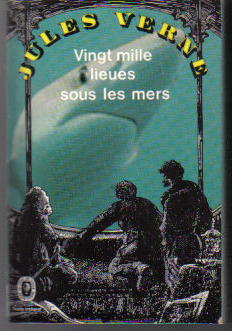 JULES VERNE
Vingt mille
lieues
sous les mers